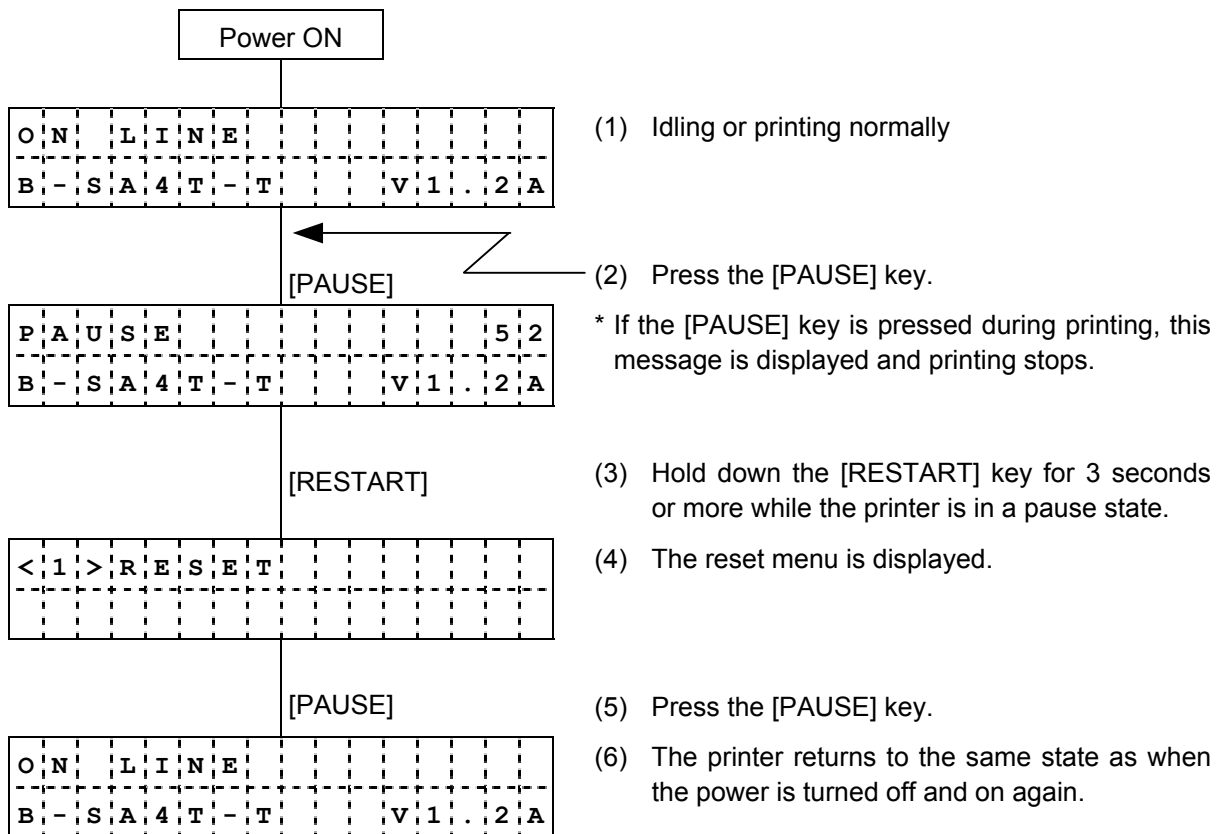 Power ON
ON LINE
B-SA4T-T   V1.2A
(1) Idling or printing normally
[PAUSE]
(2) Press the [PAUSE] key.
PAUSE         52
B-SA4T-T   V1.2A
* If the [PAUSE] key is pressed during printing, this
message is displayed and printing stops.
[RESTART]
(3) Hold down the [RESTART] key for 3 seconds
or more while the printer is in a pause state.
<1>RESET
(4) The reset menu is displayed.
[PAUSE]
(5) Press the [PAUSE] key.
ON LINE
B-SA4T-T   V1.2A
(6) The printer returns to the same state as when
the power is turned off and on again.